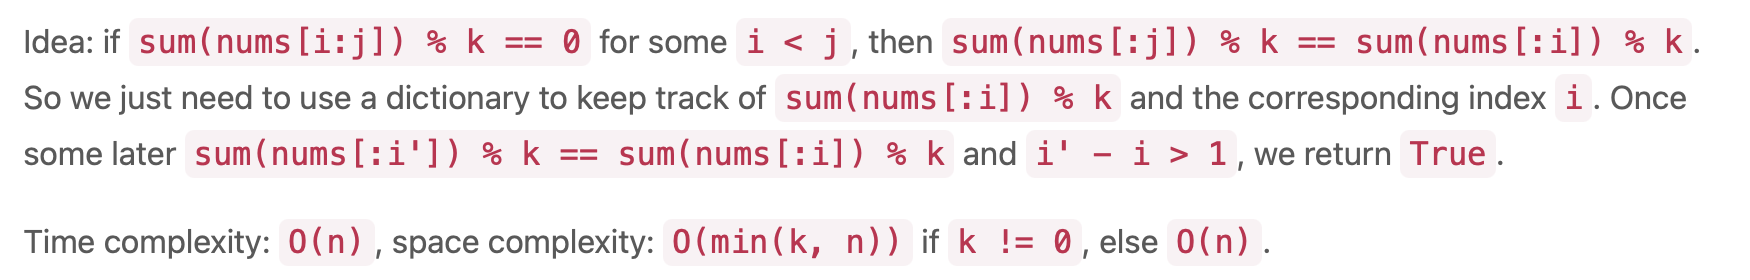 Idea: if sum(nums[i:j]) % k == 0 for some i < j, then sum(nums[:j]) % k == sum(nums[:i]) % k.
So we just need to use a dictionary to keep track of sum(nums[:i]) % k and the corresponding index i. Once
some later sum(nums[:i']) % k == sum(nums[:i]) % k and i' - i > 1, we return True.
Time complexity: O(n), space complexity: O(min(k, n)) if k != 0, else O(n).